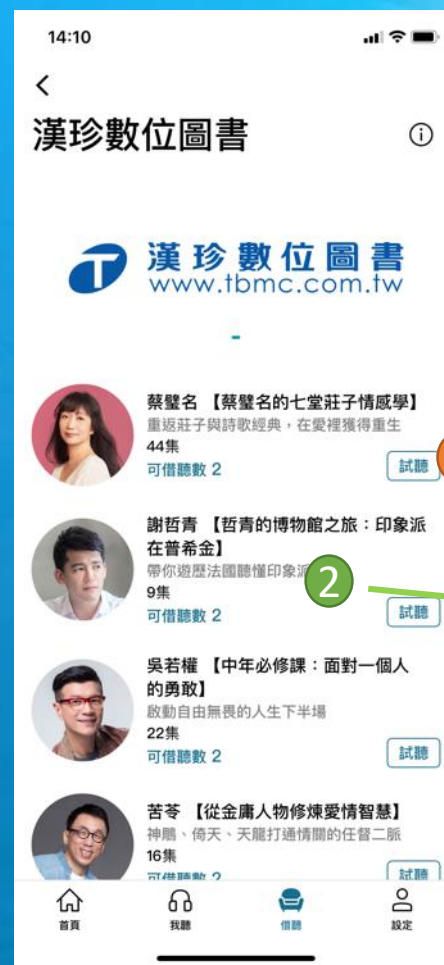 14:10
漢珍數位圖書
漢珍數位圖書
www.tbmc.com.tw
蔡璧名 【蔡璧名的七堂莊子情感學】
重返莊子與詩歌經典，在愛裡獲得重生
44集
可借聽數 2
試聽
謝哲青 【哲青的博物館之旅：印象派
在普希金】
帶你遊歷法國聽懂印象派
9集
2
可借聽數 2
試聽
吳若權 【中年必修課：面對一個人
的勇敢】
啟動自由無畏的人生下半場
22集
可借聽數 2
試聽
苦苓 【從金庸人物修煉愛情智慧】
神鵰、倚天、天龍打通情關的任督二脈
16集
可借聽數 2
試聽
首頁 我聽 借聽 設定